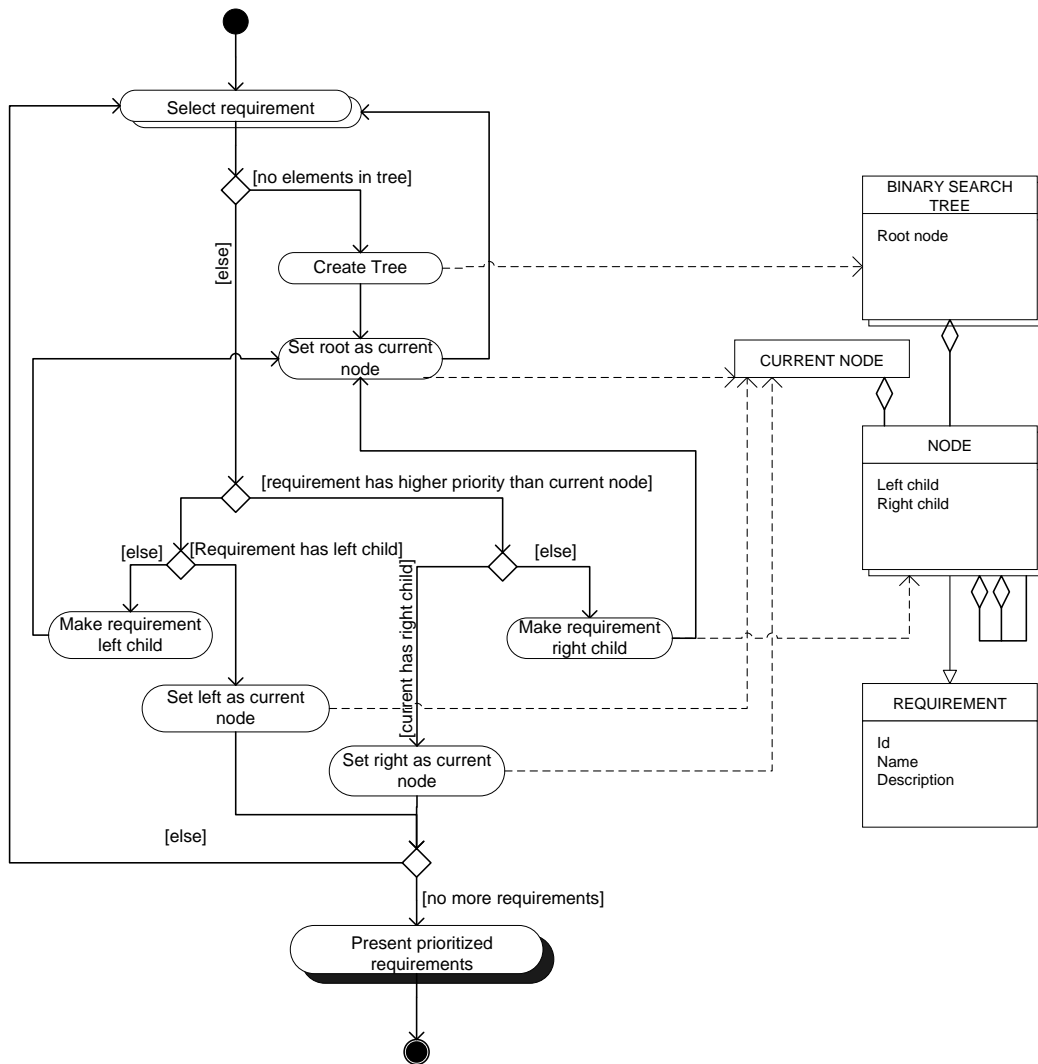 Select requirement
[no elements in tree]
[else]
Create Tree
Set root as current
node
[requirement has higher priority than current node]
[else]
[Requirement has left child]
[else]
[current has right child]
Make requirement
left child
Make requirement
right child
Set left as current
node
Set right as current
node
[else]
[no more requirements]
Present prioritized
requirements
BINARY SEARCH
TREE
Root node
CURRENT NODE
NODE
Left child
Right child
REQUIREMENT
Id
Name
Description